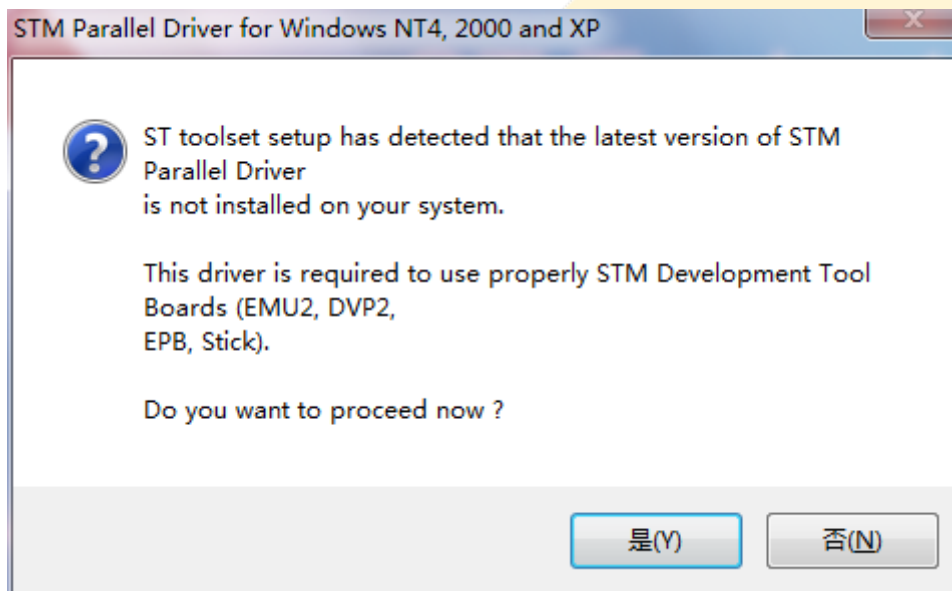 STM Parallel Driver for Windows NT4, 2000 and XP
ST toolset setup has detected that the latest version of STM
Parallel Driver
is not installed on your system.
This driver is required to use properly STM Development Tool
Boards (EMU2, DVP2,
EPB, Stick).
Do you want to proceed now ?
是(Y)
否(N)